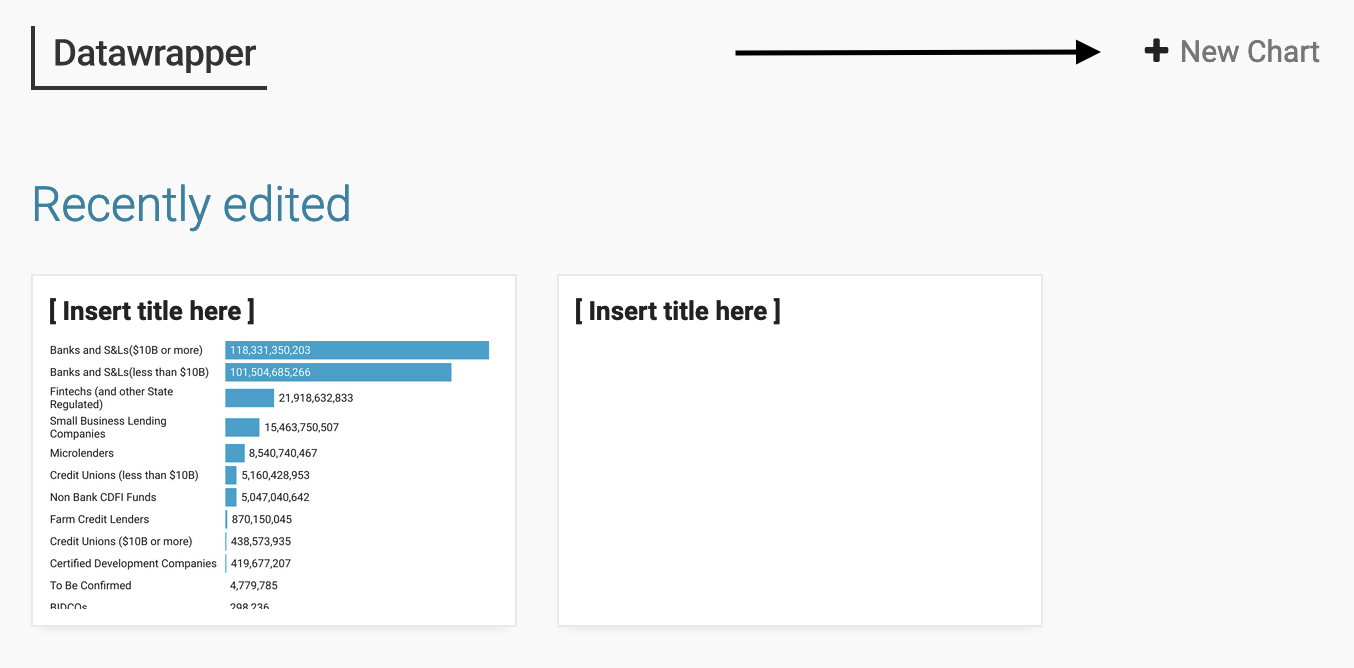 Datawrapper
New Chart
Recently edited
[ Insert title here ]
Banks and S&Ls($10B or more) 118,331,350,203
Banks and S&Ls(less than $10B) 101,504,685,266
Fintechs (and other State
Regulated) 21,918,632,833
Small Business Lending
Companies 15,463,750,507
Microlenders 8,540,740,467
Credit Unions (less than $10B) 5,160,428,953
Non Bank CDFI Funds 5,047,040,642
Farm Credit Lenders 870,150,045
Credit Unions ($10B or more) 438,573,935
Certified Development Companies 419,677,207
To Be Confirmed 4,779,785
BIDCOs 298,236
[ Insert title here ]